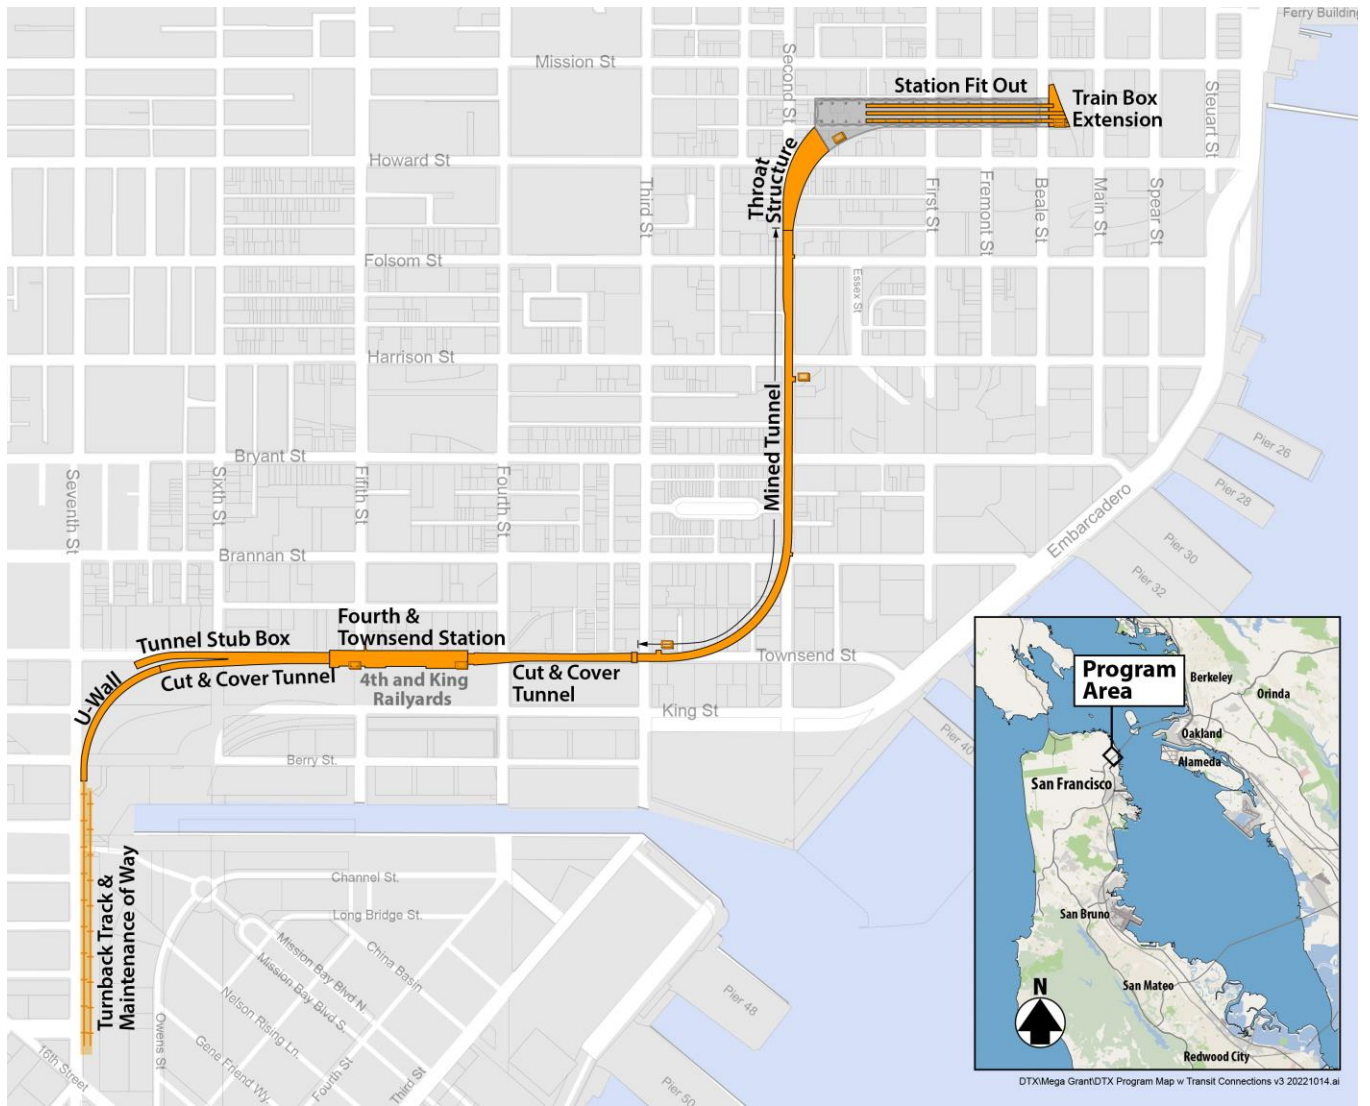 Ferry Building
Mission St
Second St
Station Fit Out
Train Box
Extension
Steuart St
Howard St
Third St
Throat
Structure
First St
Fremont St
Beale St
Main St
Spear St
Folsom St
Essex St
Harrison St
Mined Tunnel
Bryant St
Seventh St
Sixth St
Fifth St
Fourth St
Pier 26
Pier 28
Embarcadero
Pier 30
Pier 32
Brannan St
Fourth &
Townsend Station
Tunnel Stub Box
Townsend St
U-Wall
Cut & Cover Tunnel
4th and King
Railyards
Cut & Cover
Tunnel
King St
Pier 40
Berry St.
Turnback Track &
Maintenance of Way
Channel St.
Long Bridge St.
China Basin
Mission Bay Blvd N.
Mission Bay Blvd S.
Nelson Rising Ln.
Gene Friend Wy.
Fourth St
Third St
Owens St
16th Street
Pier 48
Pier 50
Program
Area
Berkeley
Orinda
Oakland
Alameda
San Francisco
San Bruno
San Mateo
Redwood City
N
DTX\Mega Grant\DTX Program Map w Transit Connections v3 20221014.ai